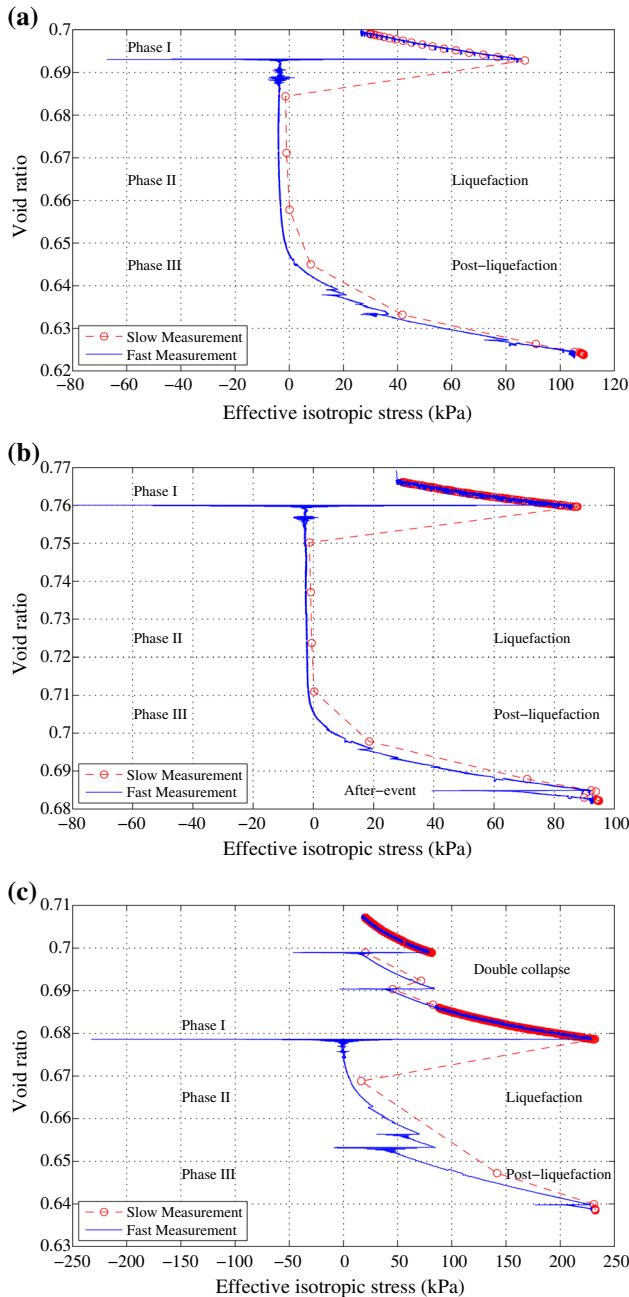 (a)
0.7
0.69
0.68
0.67
0.66
0.65
0.64
0.63
0.62
Void ratio
Phase I
Phase II
Liquefaction
Phase III
Post−liquefaction
Slow Measurement
Fast Measurement
−80 −60 −40 −20 0 20 40 60 80 100 120
Effective isotropic stress (kPa)
(b)
0.77
0.76
0.75
0.74
0.73
0.72
0.71
0.7
0.69
0.68
Void ratio
Phase I
Phase II
Liquefaction
Phase III
Post−liquefaction
After−event
Slow Measurement
Fast Measurement
−80 −60 −40 −20 0 20 40 60 80 100
Effective isotropic stress (kPa)
(c)
0.71
0.7
0.69
0.68
0.67
0.66
0.65
0.64
0.63
Void ratio
Double collapse
Phase I
Phase II
Liquefaction
Phase III
Post−liquefaction
Slow Measurement
Fast Measurement
−250 −200 −150 −100 −50 0 50 100 150 200 250
Effective isotropic stress (kPa)